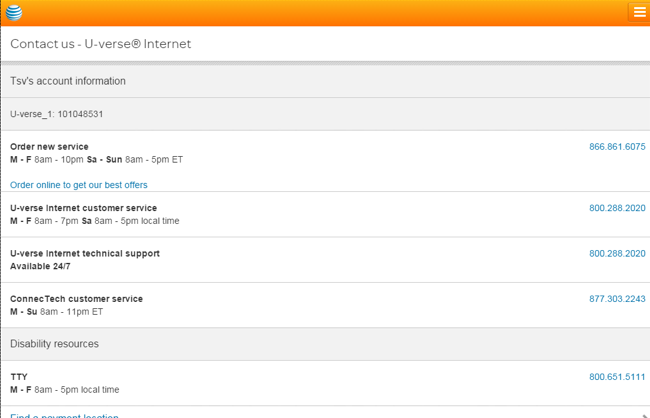 Contact us - U-verse® Internet
Tsv's account information
U-verse_1: 101048531
Order new service 866.861.6075
M - F 8am - 10pm Sa - Sun 8am - 5pm ET
Order online to get our best offers
U-verse Internet customer service 800.288.2020
M - F 8am - 7pm Sa 8am - 5pm local time
U-verse Internet technical support 800.288.2020
Available 24/7
ConnecTech customer service 877.303.2243
M - Su 8am - 11pm ET
Disability resources
TTY 800.651.5111
M - F 8am - 5pm local time
Find a payment location